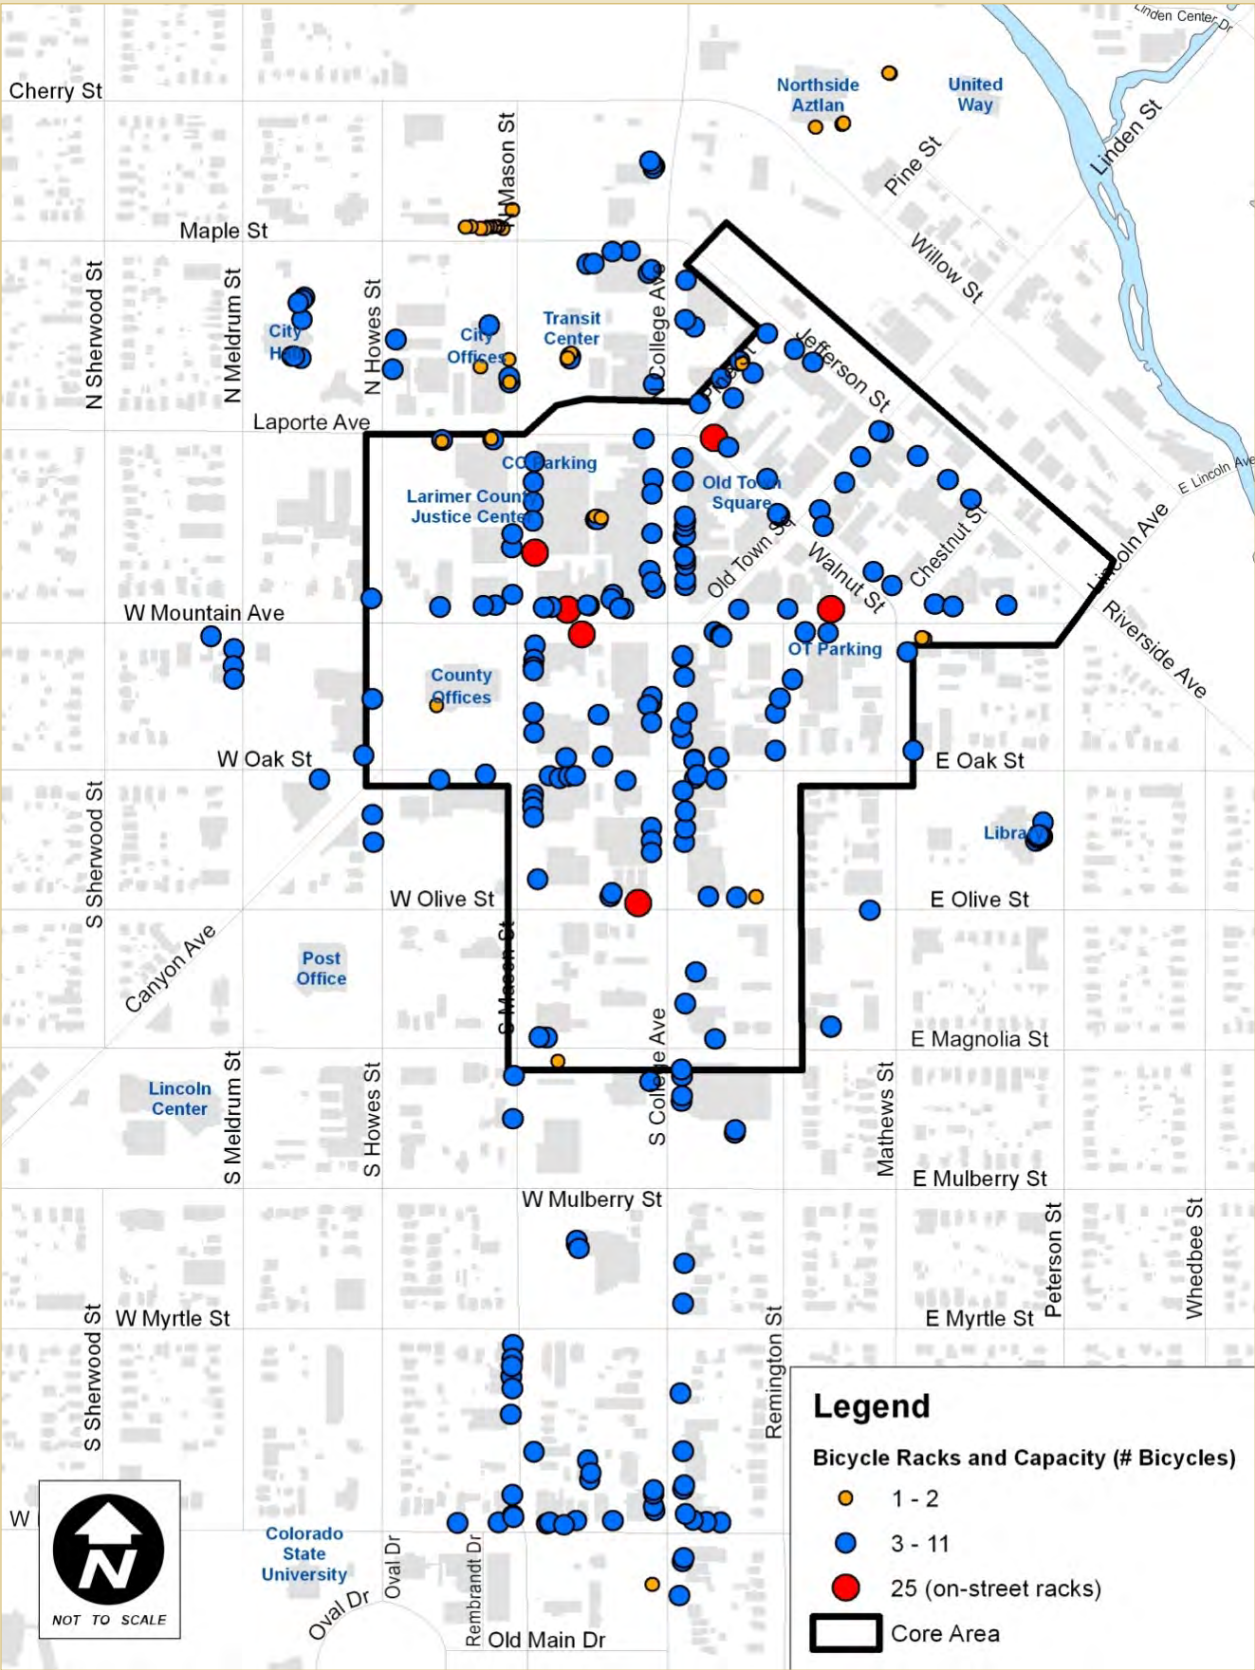 Linden Center Dr
Cherry St
Northside
Aztlan
United
Way
N Mason St
Linden St
Pine St
Maple St
Willow St
N Sherwood St
N Meldrum St
N Howes St
City
Hall
City
Offices
Transit
Center
N College Ave
Pine St
Jefferson St
Laporte Ave
CC Parking
Larimer County
Justice Center
Old Town
Square
E Lincoln Ave
Old Town Sq
Walnut St
Chestnut St
Lincoln Ave
W Mountain Ave
OT Parking
Riverside Ave
County
Offices
W Oak St
E Oak St
S Sherwood St
Library
W Olive St
E Olive St
Canyon Ave
Post
Office
S Mason St
S College Ave
E Magnolia St
Lincoln
Center
S Meldrum St
S Howes St
Mathews St
E Mulberry St
W Mulberry St
Peterson St
Whedbee St
S Sherwood St
W Myrtle St
E Myrtle St
Remington St
Legend
Bicycle Racks and Capacity (# Bicycles)
1 - 2
3 - 11
25 (on-street racks)
Core Area
W
N
NOT TO SCALE
Colorado
State
University
Oval Dr
Oval Dr
Rembrandt Dr
Old Main Dr